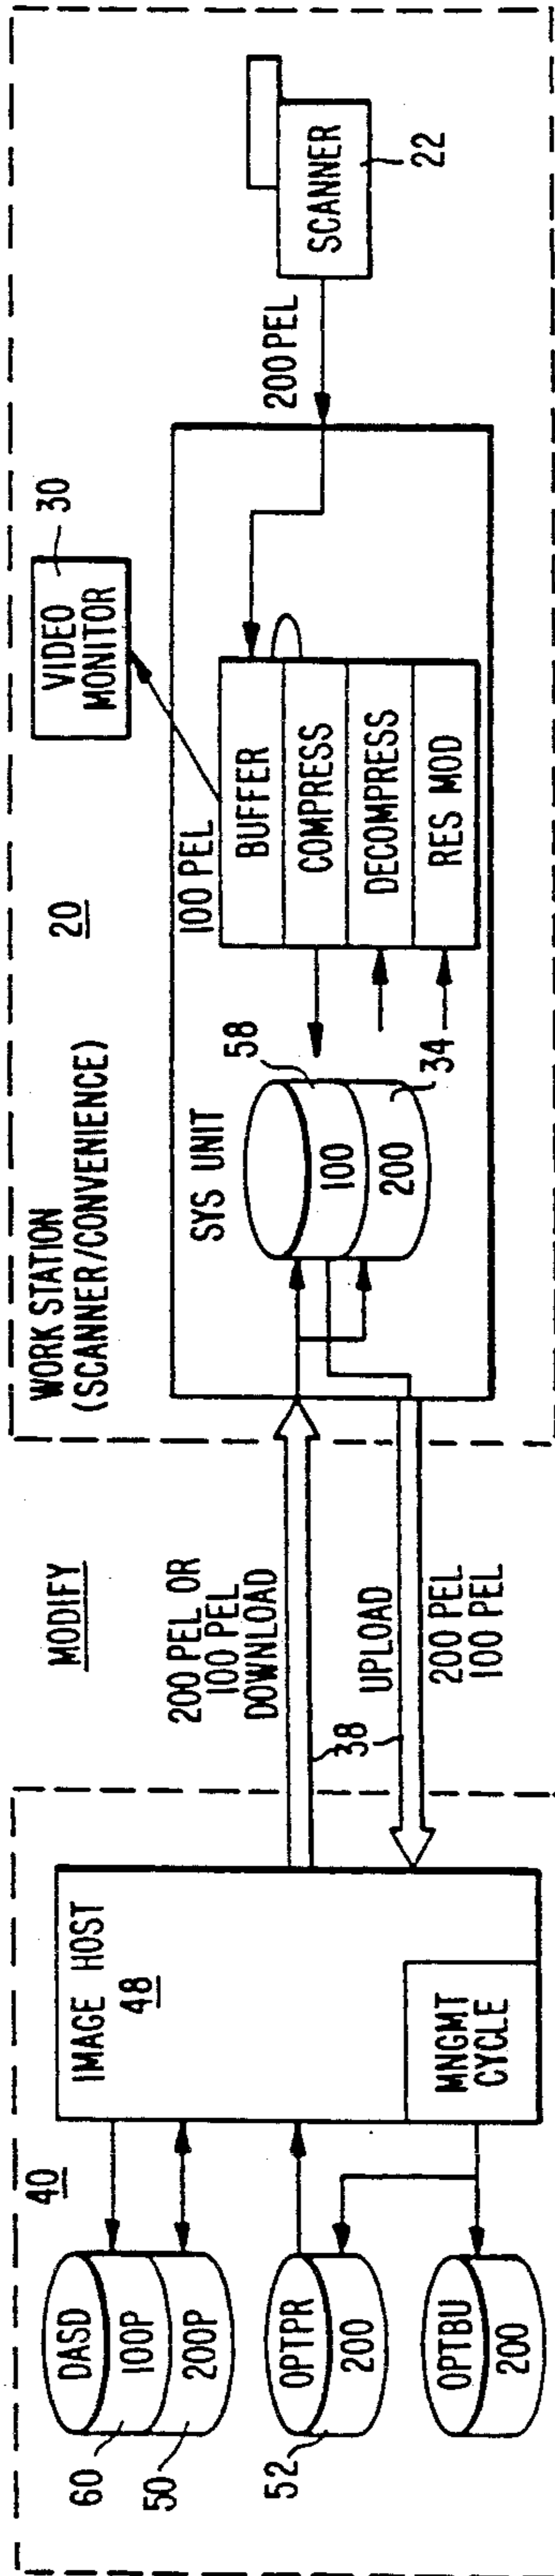 40
DASD
100P
200P
60
50
OPTPR
200
52
OPTBU
200
IMAGE HOST
48
MNGMT
CYCLE
MODIFY
200 PEL OR
100 PEL
DOWNLOAD
38
UPLOAD
200 PEL
100 PEL
WORK STATION
(SCANNER/CONVENIENCE)
20
SYS UNIT
58
100
200
34
100 PEL
BUFFER
COMPRESS
DECOMPRESS
RES MOD
VIDEO
MONITOR
30
200 PEL
SCANNER
22